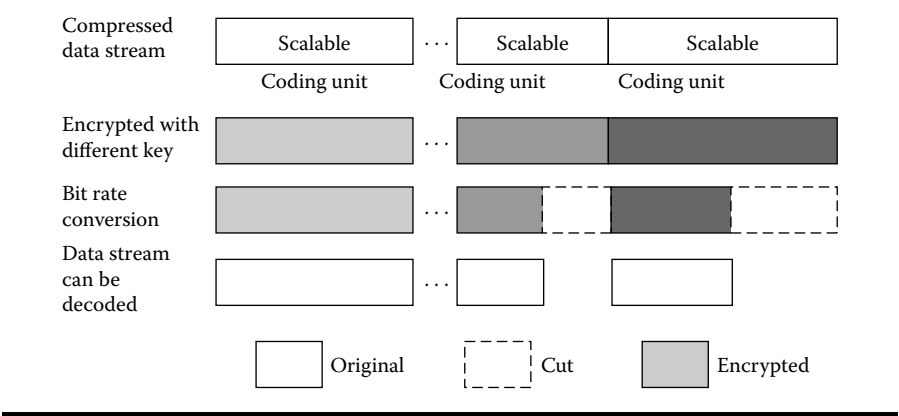 Compressed
data stream
Scalable ... Scalable Scalable
Coding unit Coding unit Coding unit
Encrypted with
different key
...
Bit rate
conversion
...
Data stream
can be
decoded
...
Original Cut Encrypted